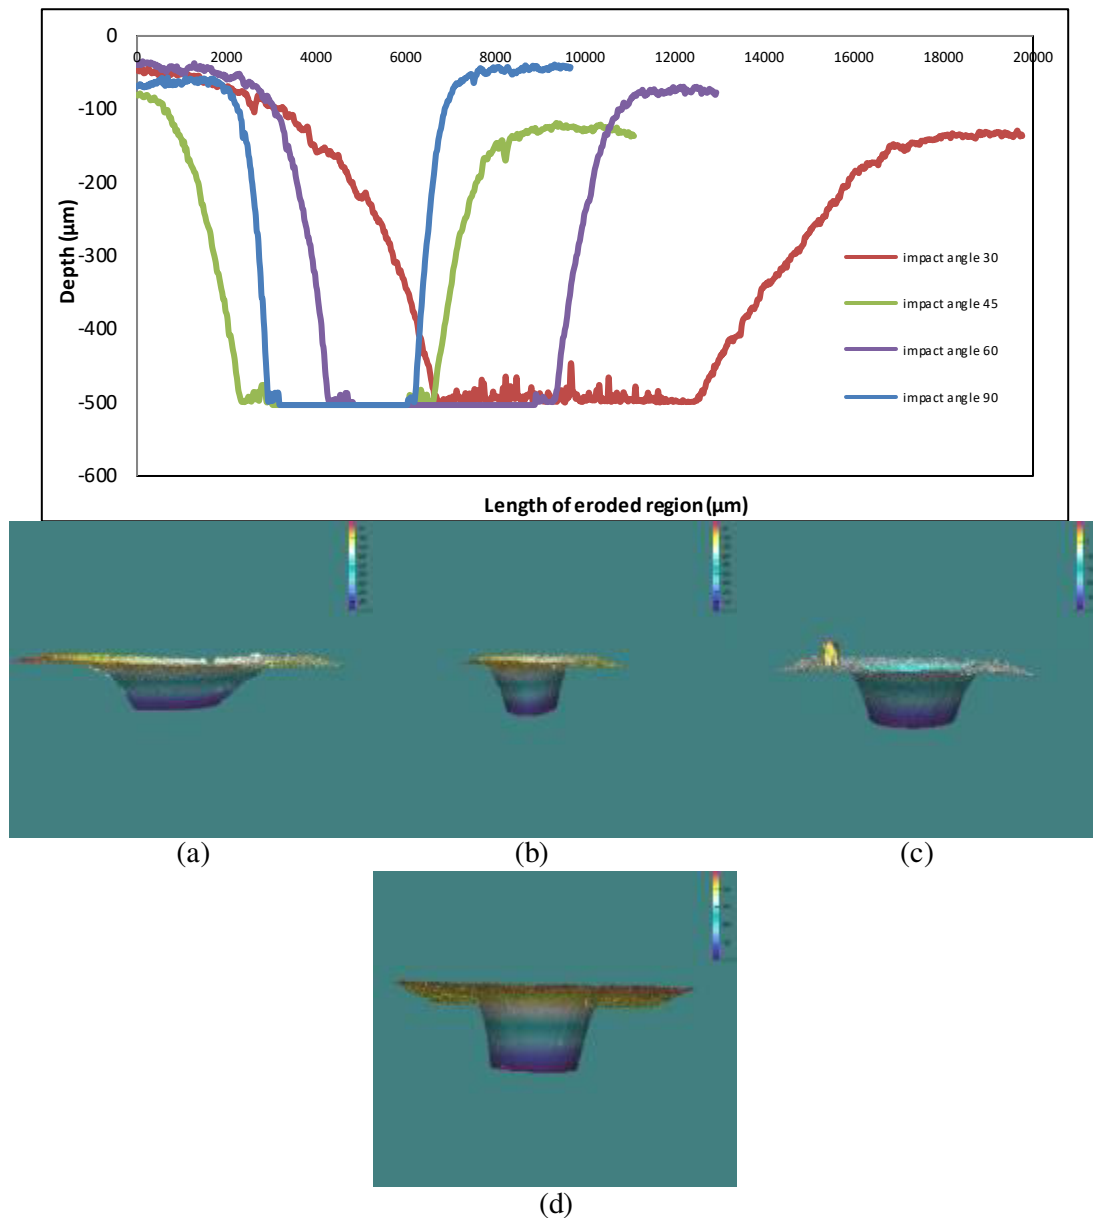 -0
0 2000 4000 6000 8000 10000 12000 14000 16000 18000 20000
-100
-200
-300
-400
-500
-600
Depth (µm)
impact angle 30
impact angle 45
impact angle 60
impact angle 90
Length of eroded region (µm)
(a) (b) (c)
(d)